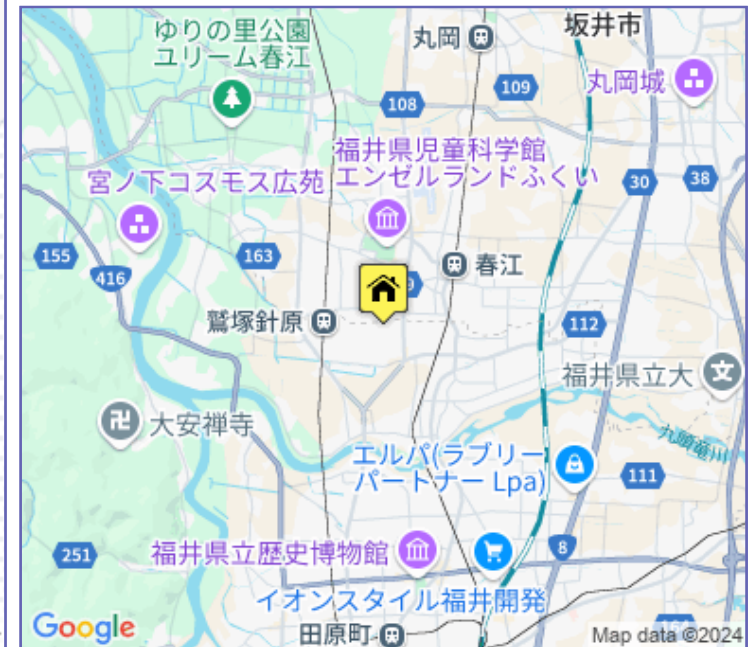 ゆりの里公園
ユリーム春江
丸岡
坂井市
丸岡城
109
108
福井県児童科学館
エンゼルランドふくい
宮ノ下コスモス広苑
30
38
155
163
416
春江
9
鷲塚針原
112
福井県立大
大安禅寺
九頭竜川
エルパ(ラブリー
パートナー Lpa)
111
福井県立歴史博物館
8
251
イオンスタイル福井開発
Google
田原町
Map data ©2024